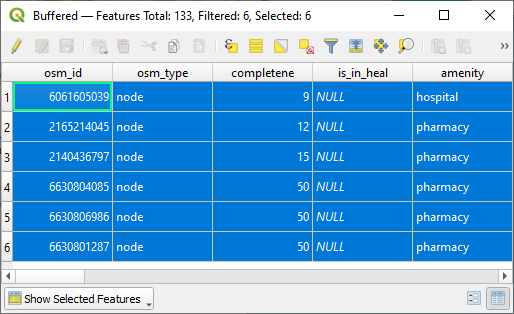 Buffered — Features Total: 133, Filtered: 6, Selected: 6
osm_id osm_type completene is_in_heal amenity
1 6061605039 node 9 NULL hospital
2 2165214045 node 12 NULL pharmacy
3 2140436797 node 15 NULL pharmacy
4 6630804085 node 50 NULL pharmacy
5 6630806986 node 50 NULL pharmacy
6 6630801287 node 50 NULL pharmacy
Show Selected Features